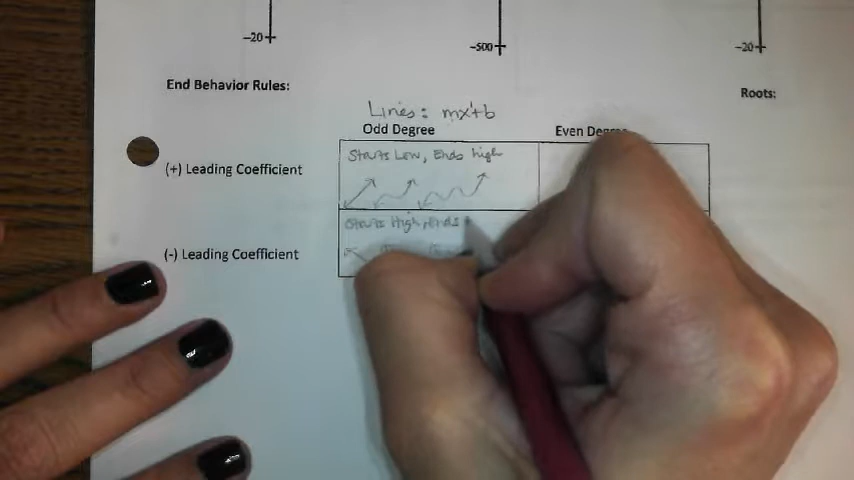 -20
-500
-20
End Behavior Rules:
Roots:
Lines: mx¹+b
Odd Degree
Even Degree
(+) Leading Coefficient
Starts Low, Ends high
(-) Leading Coefficient
Starts High, Ends